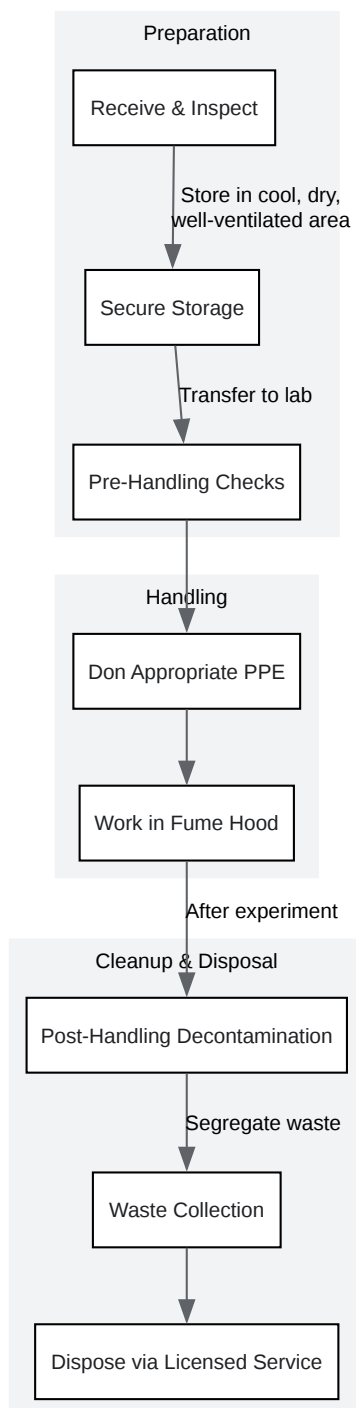 Preparation
Receive & Inspect
Store in cool, dry,
well-ventilated area
Secure Storage
Transfer to lab
Pre-Handling Checks
Handling
Don Appropriate PPE
Work in Fume Hood
After experiment
Cleanup & Disposal
Post-Handling Decontamination
Segregate waste
Waste Collection
Dispose via Licensed Service